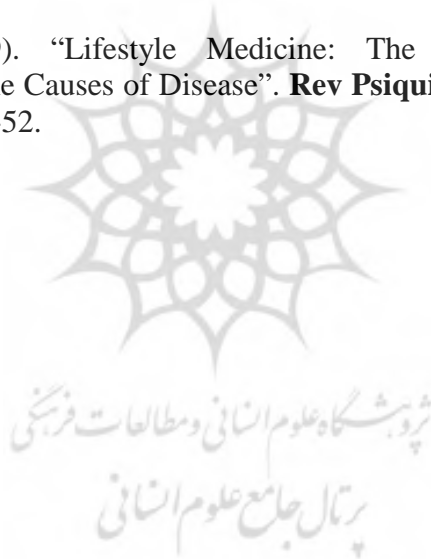 ). “Lifestyle Medicine: The
e Causes of Disease”. Rev Psiqui
52.
پژوهشگاه علوم انسانی و مطالعات فرهنگی
پرتال جامع علوم انسانی